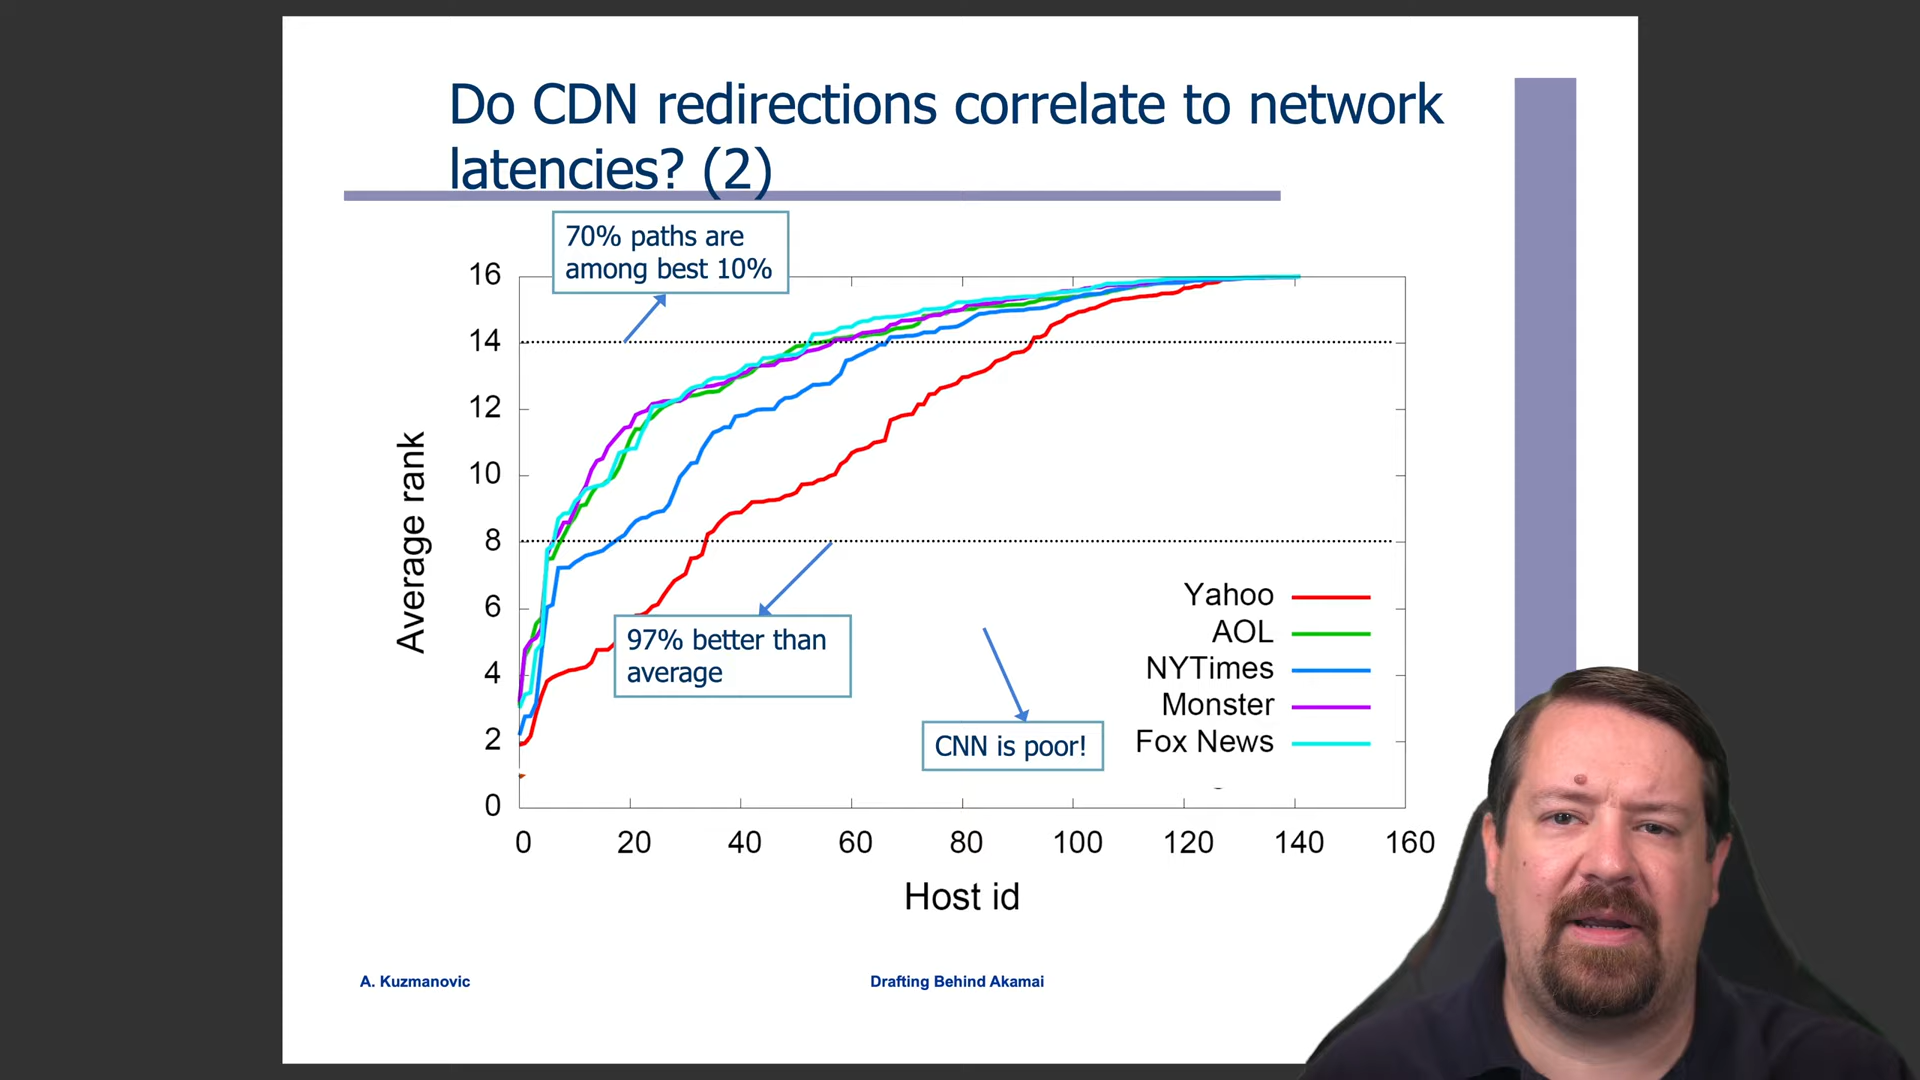 Do CDN redirections correlate to network
latencies? (2)
70% paths are
among best 10%
16
14
12
10
8
6
4
2
0
Average rank
97% better than
average
CNN is poor!
Yahoo
AOL
NYTimes
Monster
Fox News
0 20 40 60 80 100 120 140 160
Host id
A. Kuzmanovic
Drafting Behind Akamai